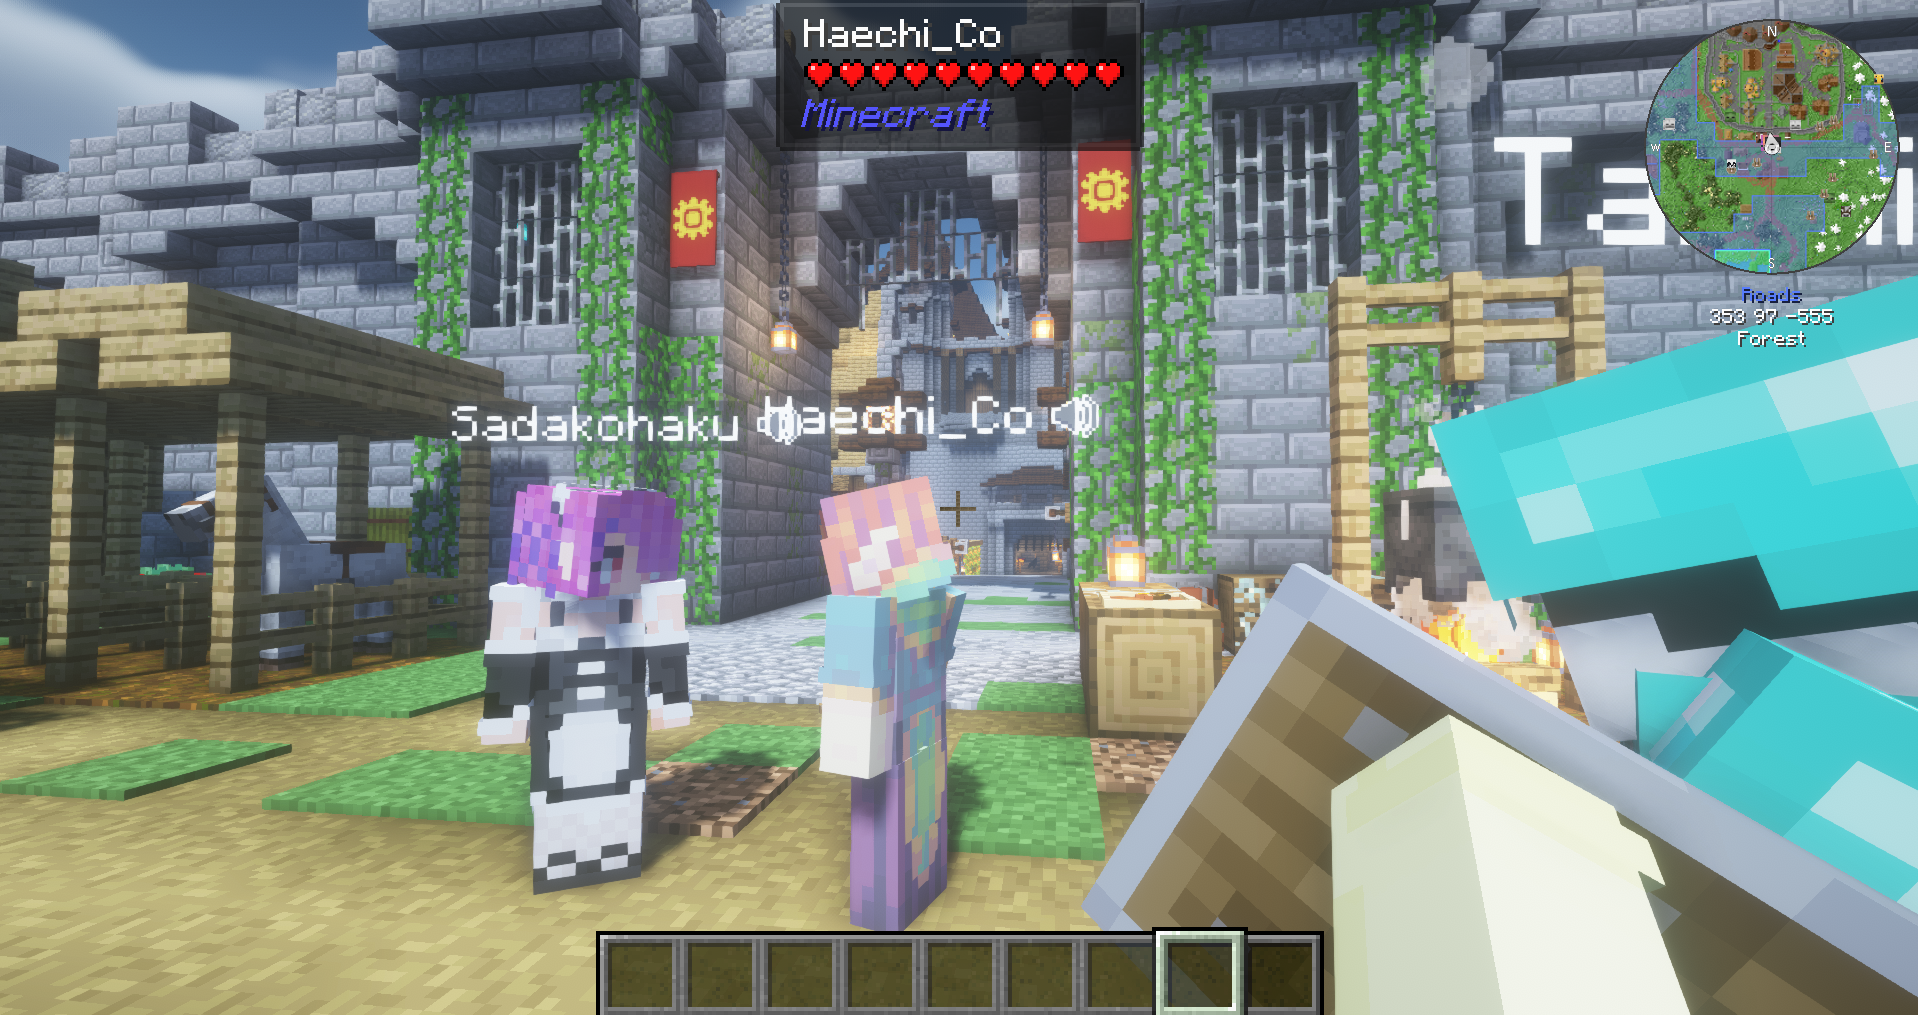 Haechi_Co
Minecraft
N
W
E
S
Roads
353 97 -555
Forest
Sadakohaku
Haechi_Co